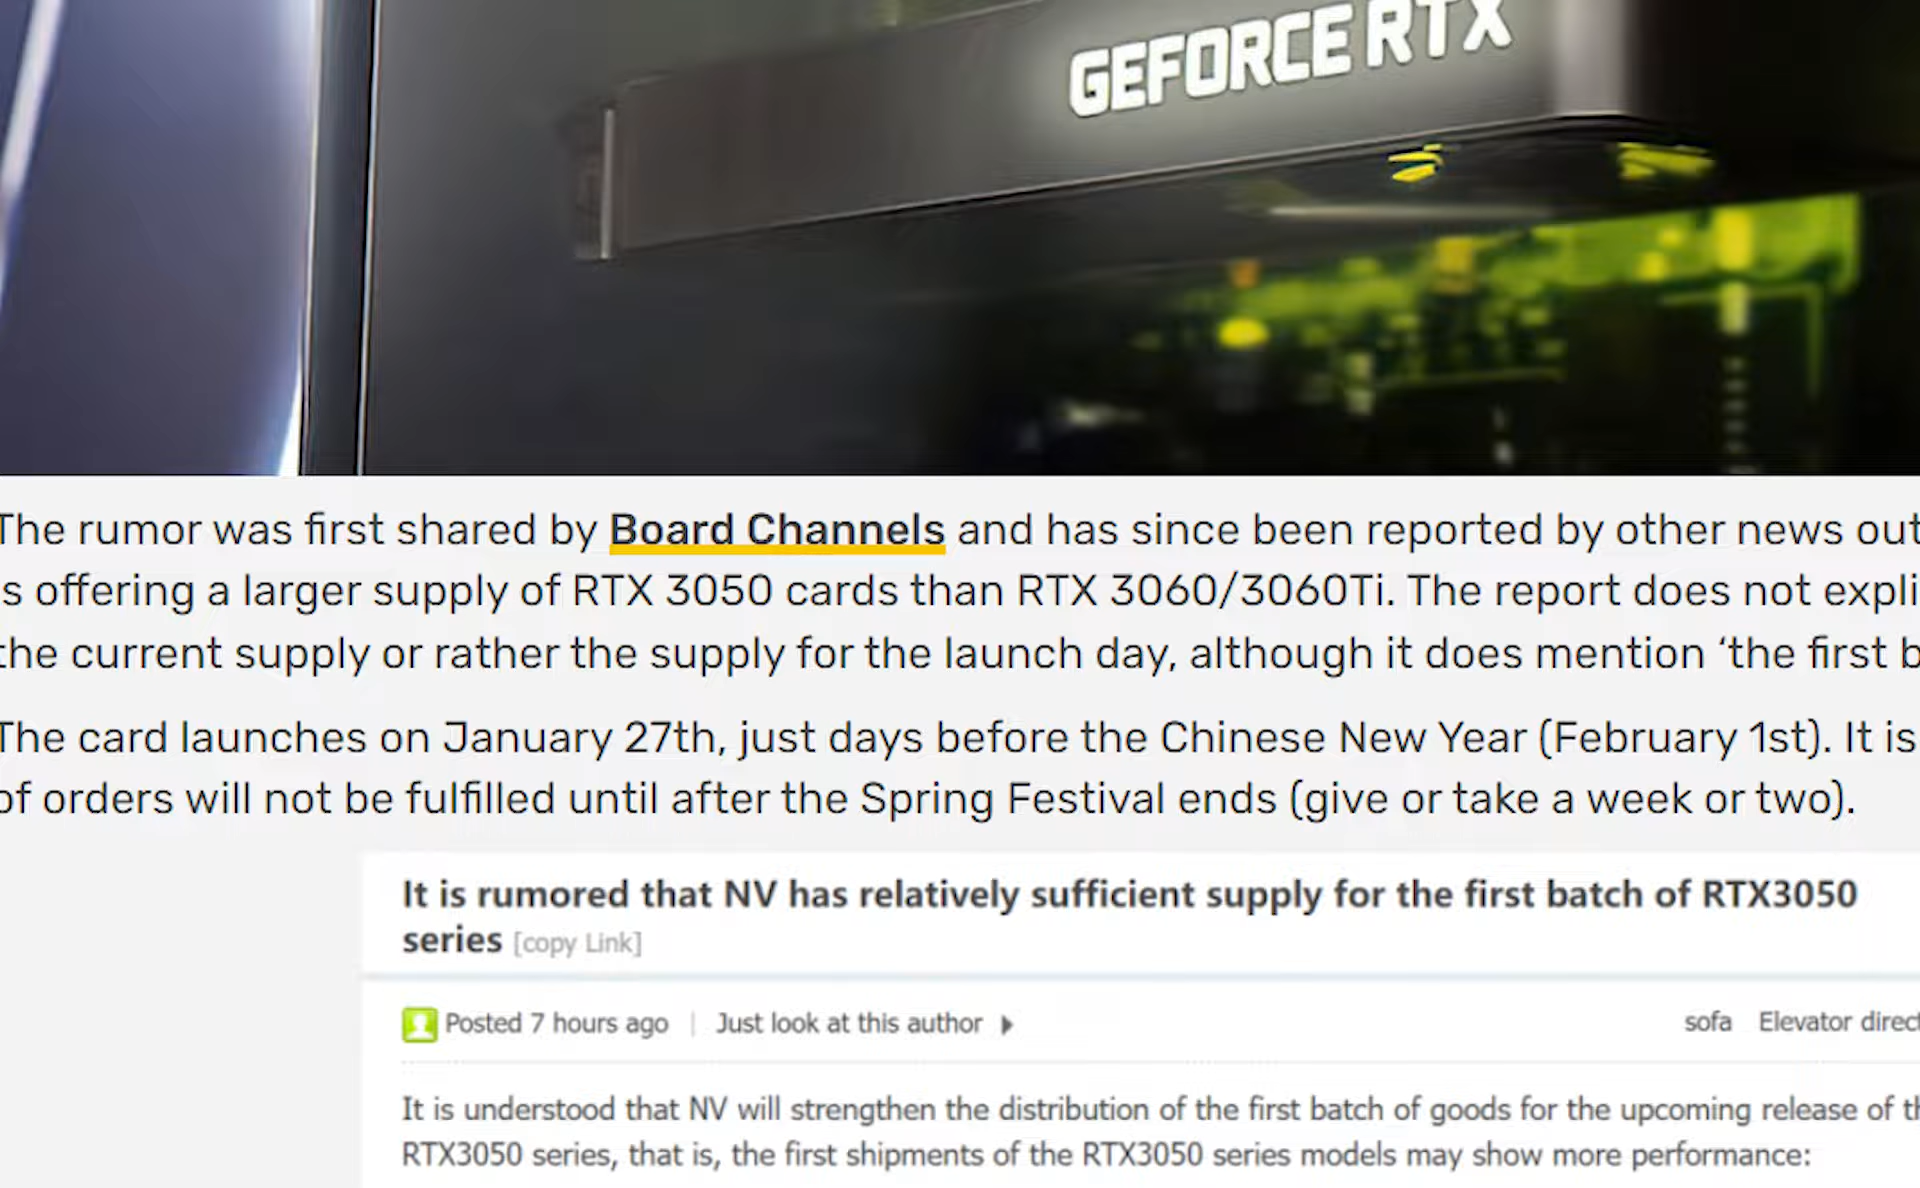 GEFORCE RTX
The rumor was first shared by Board Channels and has since been reported by other news
s offering a larger supply of RTX 3050 cards than RTX 3060/3060Ti. The report does not
the current supply or rather the supply for the launch day, although it does mention ‘the first
The card launches on January 27th, just days before the Chinese New Year (February 1st). It is
of orders will not be fulfilled until after the Spring Festival ends (give or take a week or two).
It is rumored that NV has relatively sufficient supply for the first batch of RTX3050
series [copy Link]
Posted 7 hours ago | Just look at this author
sofa Elevator direct
It is understood that NV will strengthen the distribution of the first batch of goods for the upcoming release of
RTX3050 series, that is, the first shipments of the RTX3050 series models may show more performance: